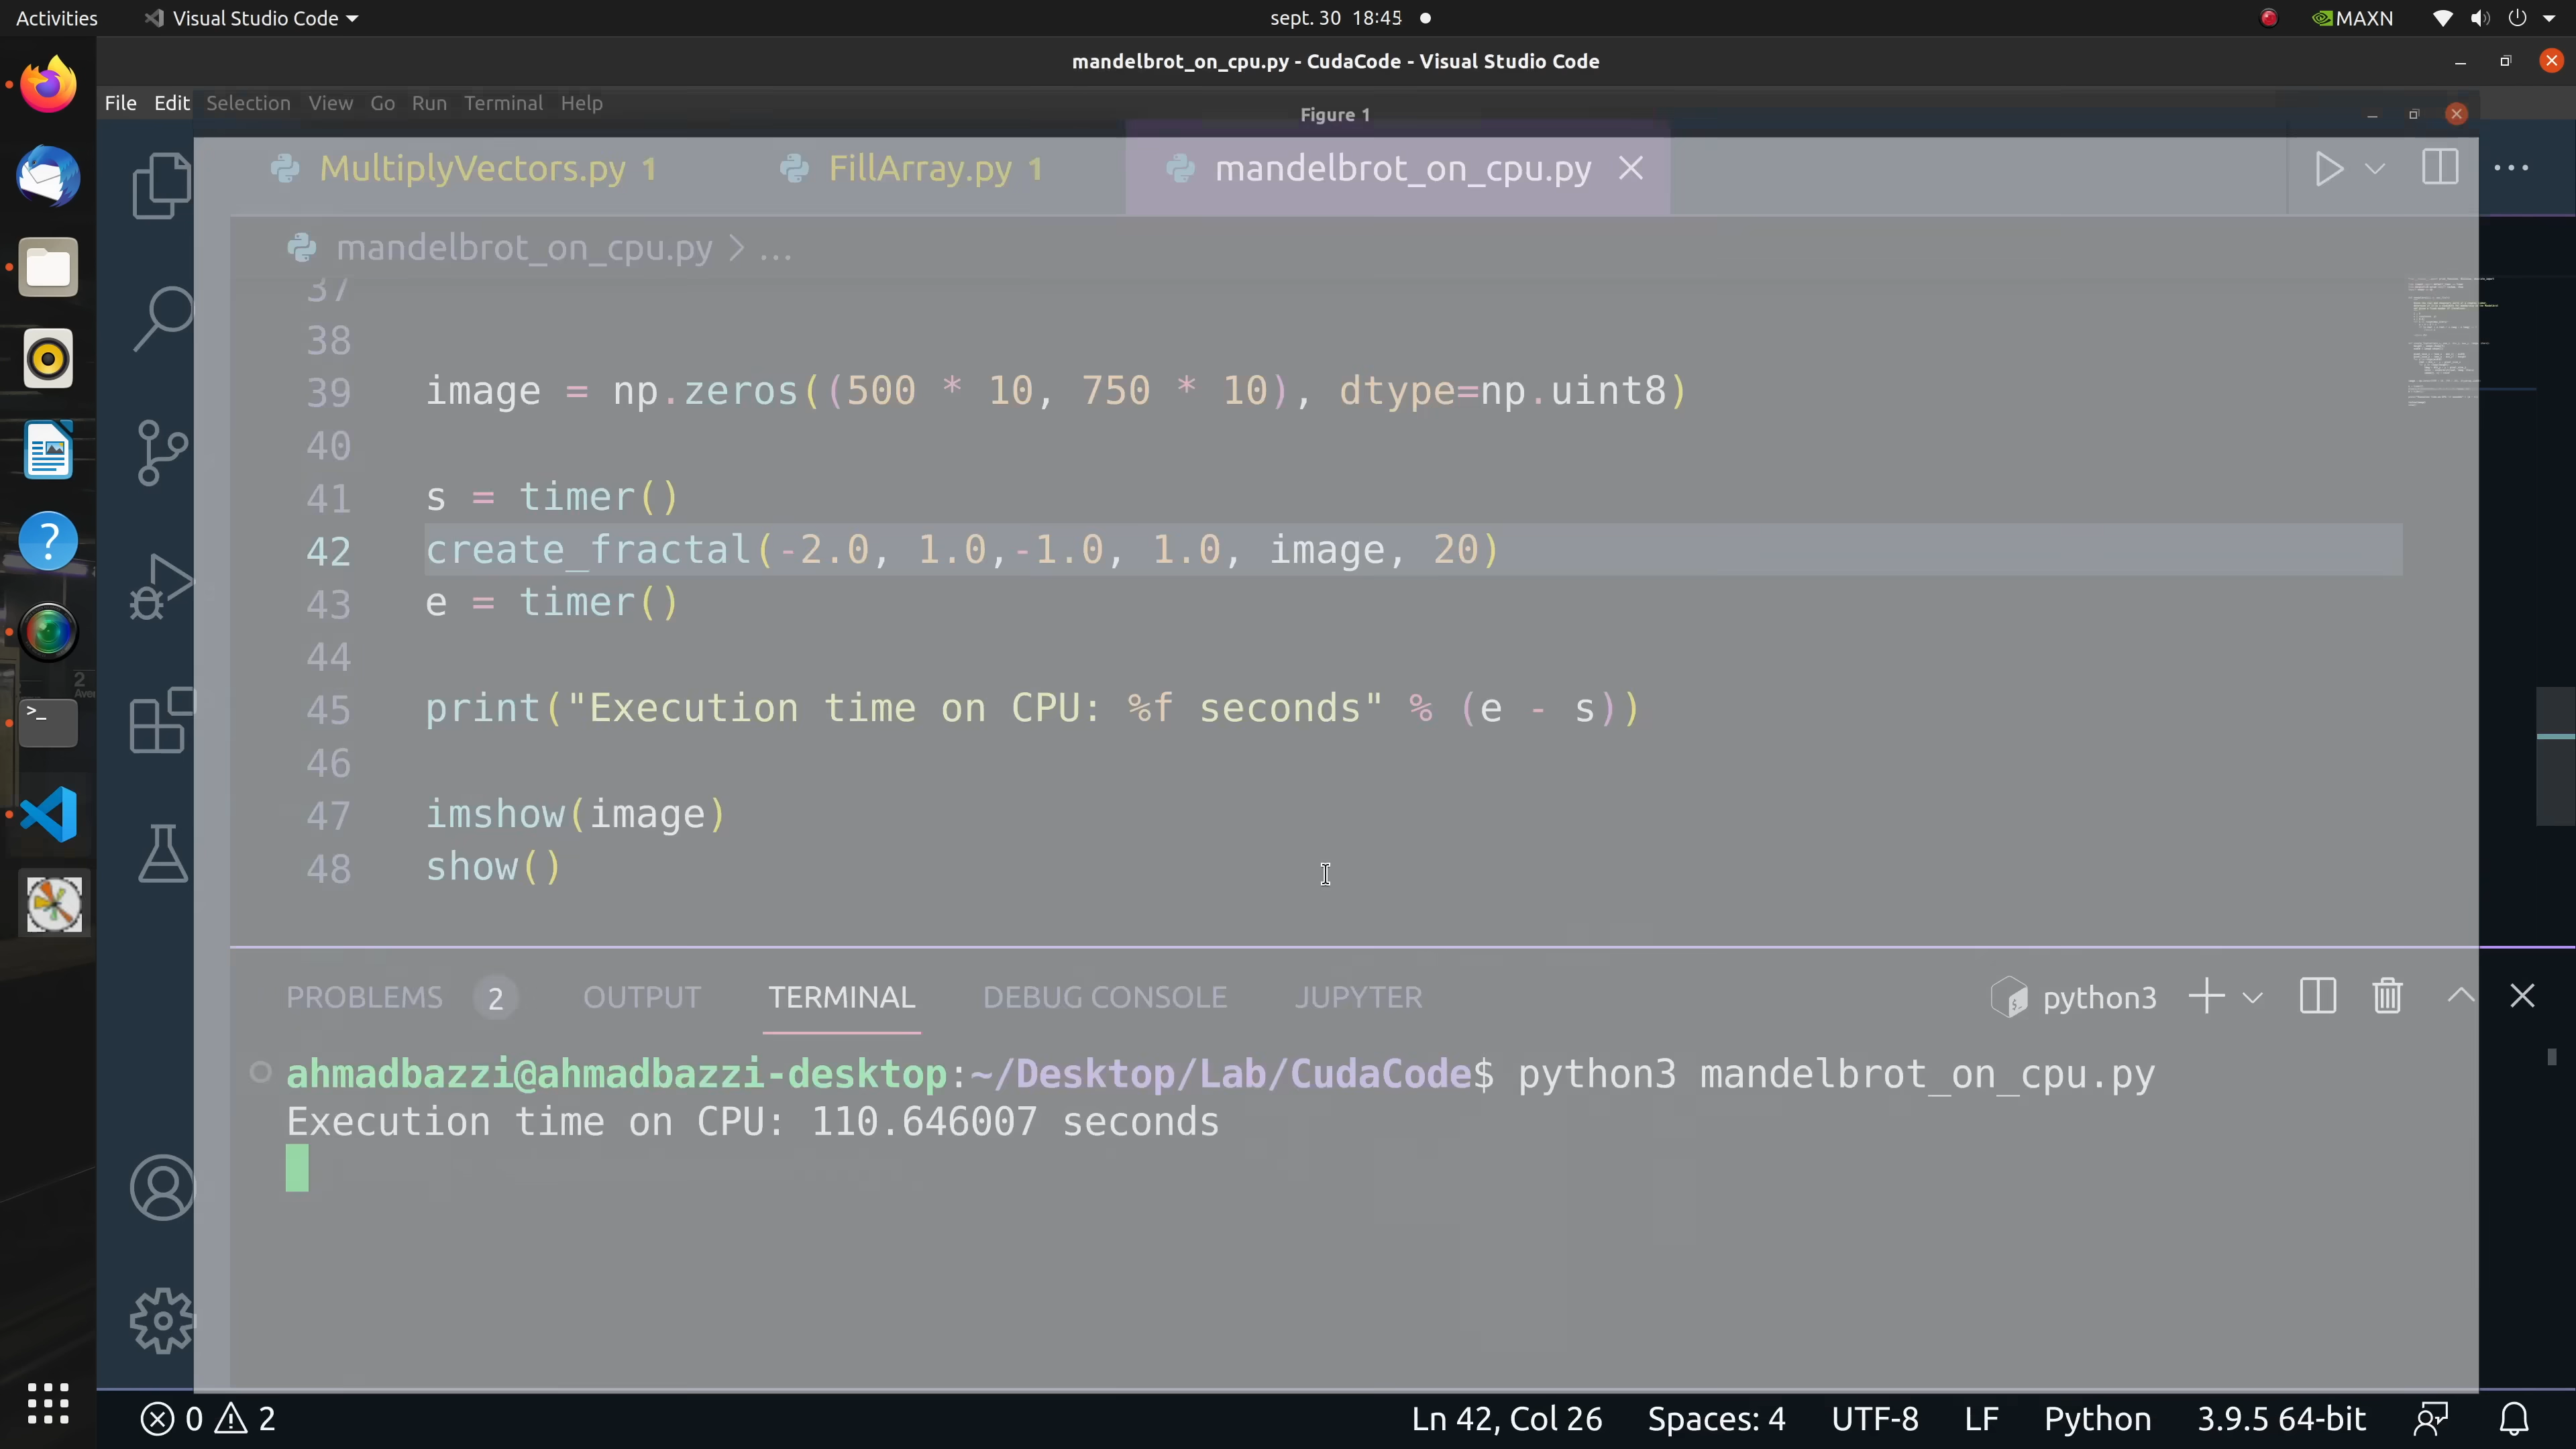 Activities
Visual Studio Code
sept. 30 18:45
MAXN
mandelbrot_on_cpu.py - CudaCode - Visual Studio Code
File Edit Selection View Go Run Terminal Help
Figure 1
MultiplyVectors.py 1
FillArray.py 1
mandelbrot_on_cpu.py
mandelbrot_on_cpu.py > ...
37
38
39 image = np.zeros((500 * 10, 750 * 10), dtype=np.uint8)
40
41 s = timer()
42 create_fractal(-2.0, 1.0,-1.0, 1.0, image, 20)
43 e = timer()
44
45 print("Execution time on CPU: %f seconds" % (e - s))
46
47 imshow(image)
48 show()
PROBLEMS 2 OUTPUT TERMINAL DEBUG CONSOLE JUPYTER
python3
ahmadbazzi@ahmadbazzi-desktop:~/Desktop/Lab/CudaCode$ python3 mandelbrot_on_cpu.py
Execution time on CPU: 110.646007 seconds
0 2
Ln 42, Col 26
Spaces: 4
UTF-8
LF
Python
3.9.5 64-bit